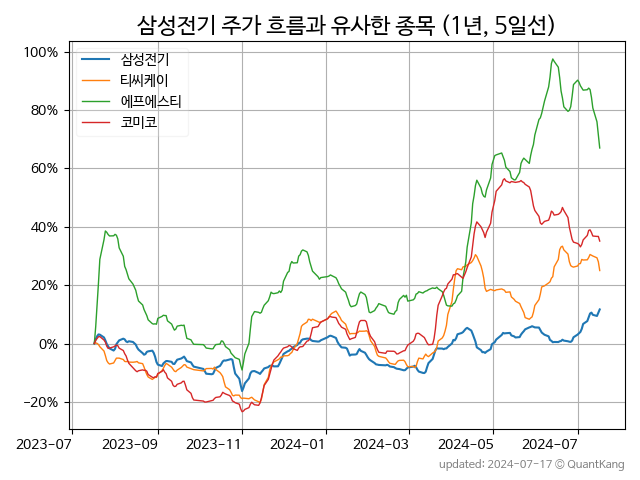 삼성전기 주가 흐름과 유사한 종목 (1년, 5일선)
삼성전기
티씨케이
에프에스티
코미코
100%
80%
60%
40%
20%
0%
−20%
2023-07
2023-09
2023-11
2024-01
2024-03
2024-05
2024-07
updated: 2024-07-17 © QuantKang